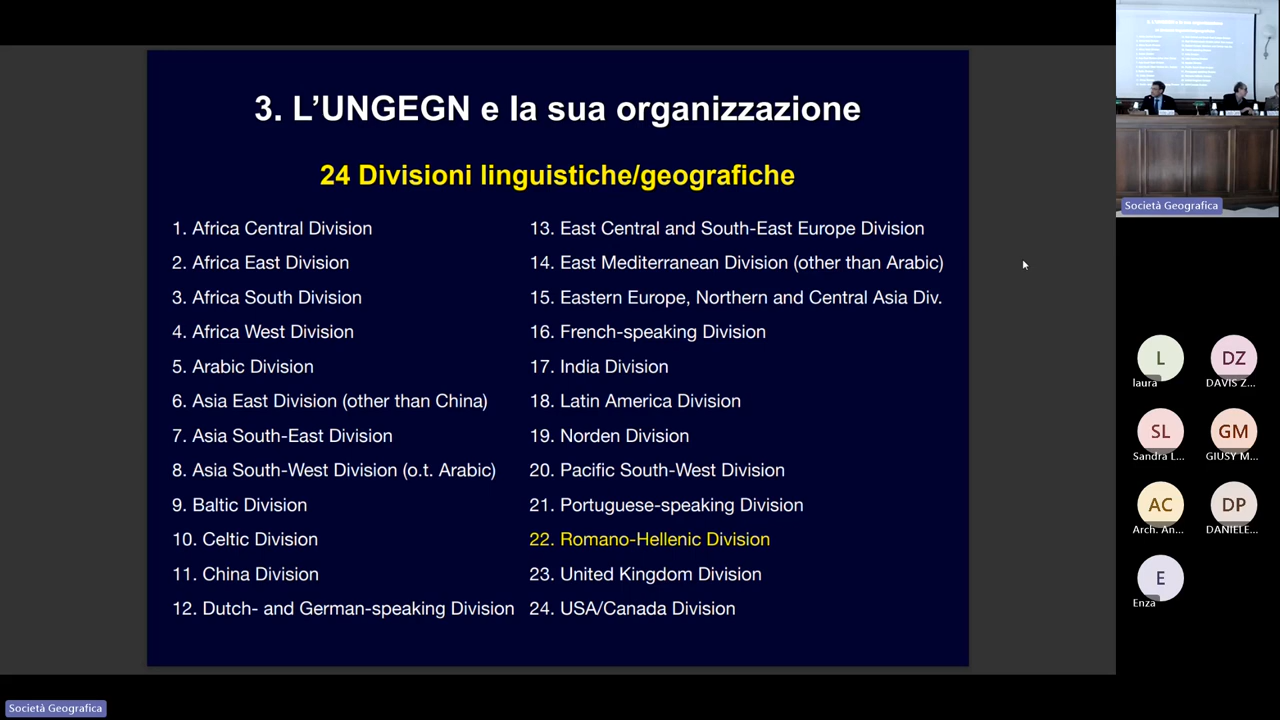 3. L'UNGEGN e la sua organizzazione
24 Divisioni linguistiche/geografiche
1. Africa Central Division
2. Africa East Division
3. Africa South Division
4. Africa West Division
5. Arabic Division
6. Asia East Division (other than China)
7. Asia South-East Division
8. Asia South-West Division (o.t. Arabic)
9. Baltic Division
10. Celtic Division
11. China Division
12. Dutch- and German-speaking Division
13. East Central and South-East Europe Division
14. East Mediterranean Division (other than Arabic)
15. Eastern Europe, Northern and Central Asia Div.
16. French-speaking Division
17. India Division
18. Latin America Division
19. Norden Division
20. Pacific South-West Division
21. Portuguese-speaking Division
22. Romano-Hellenic Division
23. United Kingdom Division
24. USA/Canada Division
Società Geografica
L
laura
DZ
DAVIS Z...
SL
Sandra L...
GM
GIUSY M...
AC
Arch. An...
DP
DANIELE...
E
Enza
Società Geografica